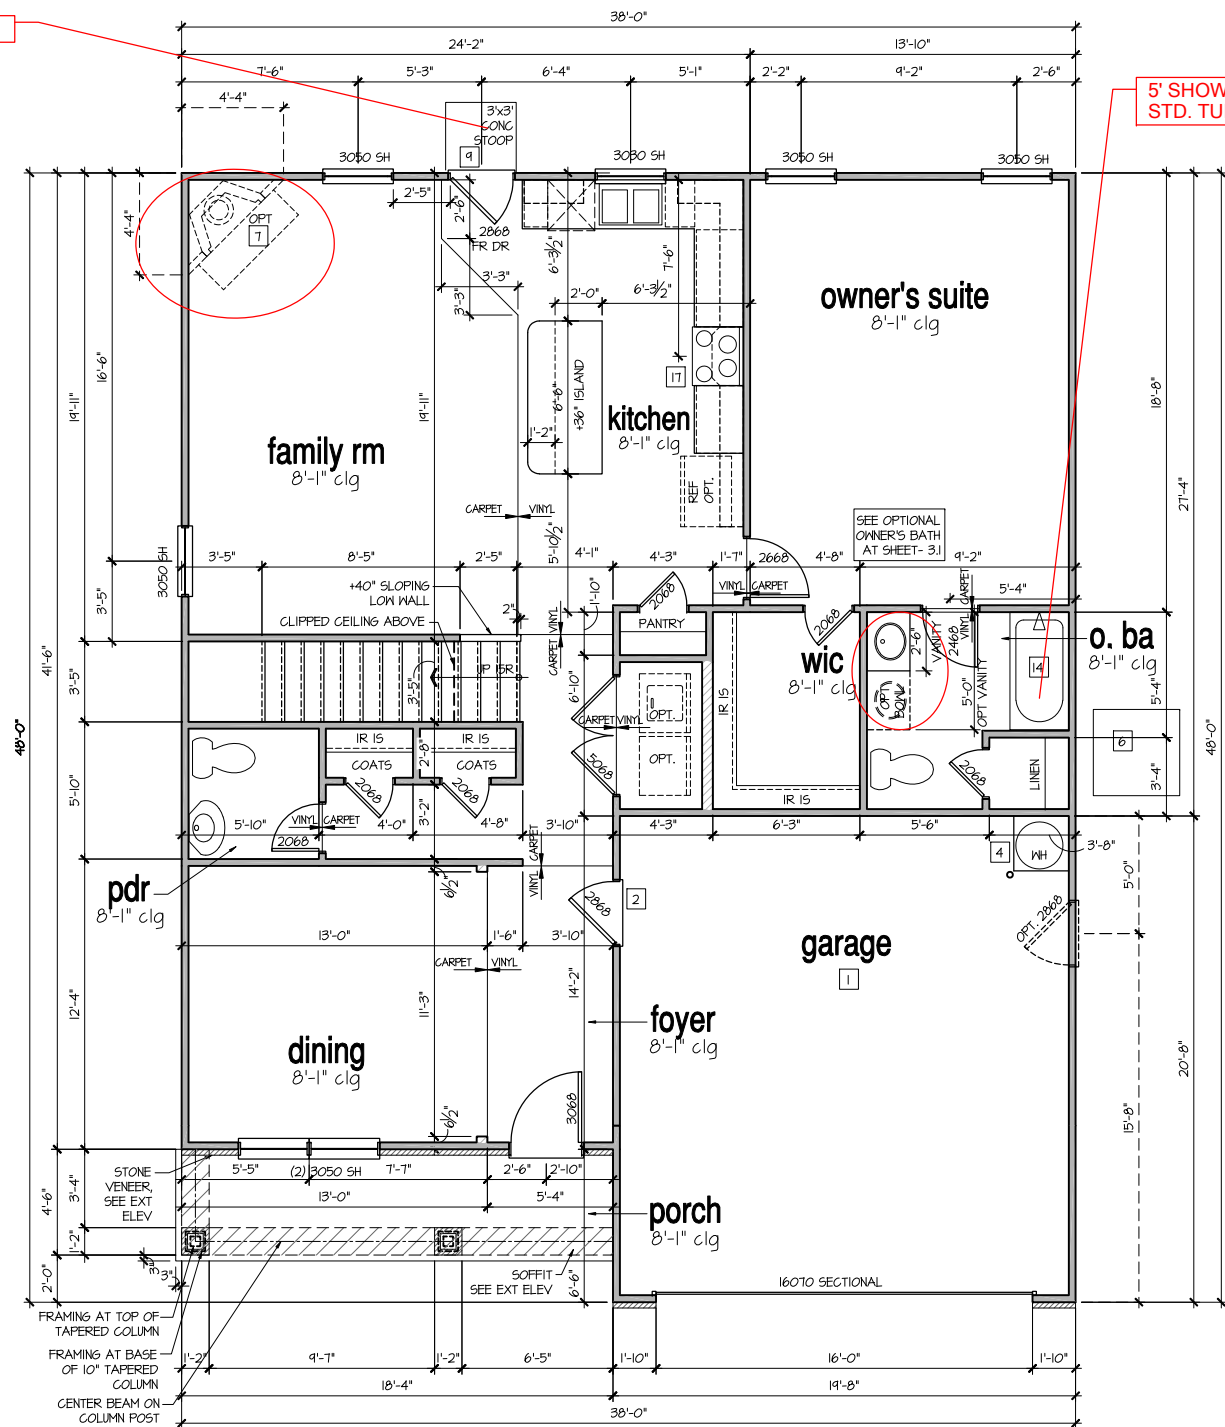 38'-0"
24'-2"
13'-10"
7'-6"
5'-3"
6'-4"
5'-1"
2'-2"
9'-2"
2'-6"
4'-4"
3'x3'
CONC
STOOP
9
5' SHOW
STD. TU
3050 SH
3030 SH
3050 SH
3050 SH
2'-5"
2'-6"
2868
FR DR
OPT
7
4'-4"
6'-3½"
7'-6"
3'-3"
3'-3"
2'-0"
6'-3½"
owner's suite
8'-1" clg
16'-6"
19'-11"
19'-11"
+36" ISLAND
6'-8"
1'-2"
17
kitchen
8'-1" clg
family rm
8'-1" clg
18'-8"
27'-4"
REF
OPT.
CARPET
VINYL
SEE OPTIONAL
OWNER'S BATH
AT SHEET- 3.1
3050 SH
3'-5"
8'-5"
2'-5"
5'-10½"
4'-1"
4'-3"
1'-7"
2668
4'-8"
9'-2"
5'-4"
+40" SLOPING
LOW WALL
CLIPPED CEILING ABOVE
2"
1'-10"
2068
PANTRY
VINYL
CARPET
2068
CARPET
VINYL
3'-5"
41'-6"
48'-0"
48'-0"
3'-5"
3'-5"
UP 15R
CARPET
VINYL
6'-10"
wic
8'-1" clg
IR IS
IR IS
2'-6"
VANITY
2468
OPT
BOWL
5'-0"
OPT VANITY
14
o. ba
8'-1" clg
5'-4"
6
3'-4"
CARPET
VINYL
OPT.
OPT.
5068
IR IS
COATS
IR IS
COATS
2'-8"
2068
2068
3'-2"
2068
LINEN
5'-10"
5'-10"
VINYL
CARPET
2068
4'-0"
4'-8"
3'-10"
4'-3"
6'-3"
5'-6"
4
WH
3'-8"
5'-0"
VINYL
CARPET
pdr
8'-1" clg
6½"
2868
2
OPT. 2868
13'-0"
1'-6"
3'-10"
garage
1
CARPET
VINYL
14'-2"
12'-4"
11'-3"
foyer
8'-1" clg
dining
8'-1" clg
20'-8"
15'-8"
6½"
3068
STONE
VENEER,
SEE EXT
ELEV
5'-5"
(2) 3050 SH
7'-7"
2'-6"
2'-10"
13'-0"
5'-4"
4'-6"
3'-4"
1'-2"
2'-0"
porch
8'-1" clg
3"
3"
SOFFIT
SEE EXT ELEV
6'-6"
16070 SECTIONAL
FRAMING AT TOP OF
TAPERED COLUMN
FRAMING AT BASE
OF 10" TAPERED
COLUMN
CENTER BEAM ON
COLUMN POST
1'-2"
9'-7"
1'-2"
6'-5"
1'-10"
16'-0"
1'-10"
18'-4"
19'-8"
38'-0"